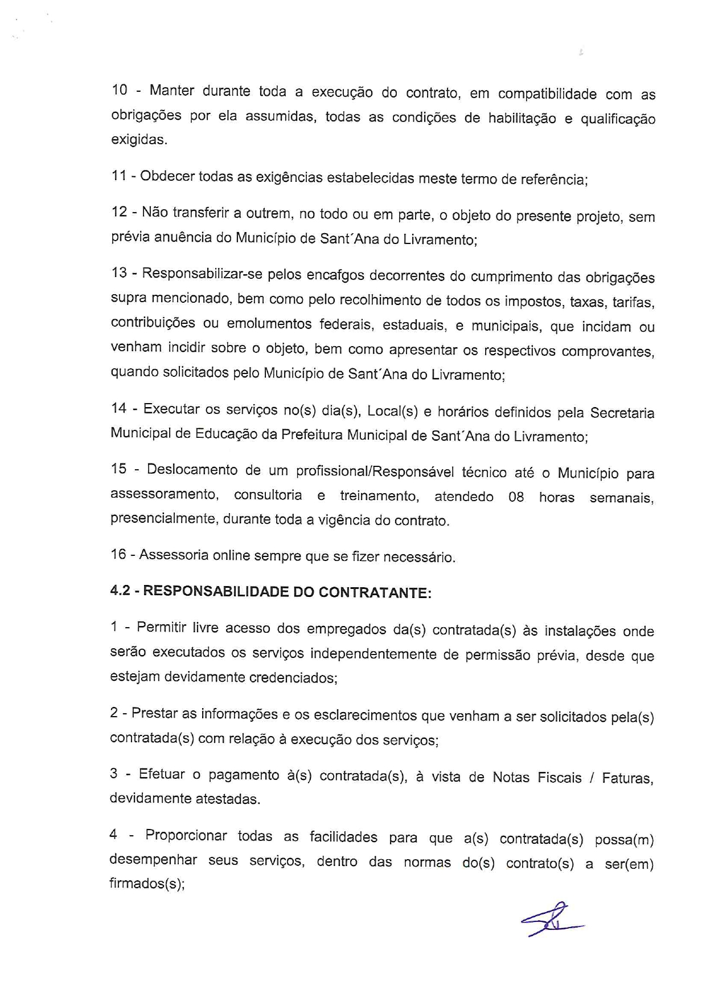 10 - Manter durante toda a execução do contrato, em compatibilidade com as
obrigações por ela assumidas, todas as condições de habilitação e qualificação
exigidas.
11 - Obdecer todas as exigências estabelecidas meste termo de referência;
12 - Não transferir a outrem, no todo ou em parte, o objeto do presente projeto, sem
prévia anuência do Município de Sant´Ana do Livramento;
13 - Responsabilizar-se pelos encafgos decorrentes do cumprimento das obrigações
supra mencionado, bem como pelo recolhimento de todos os impostos, taxas, tarifas,
contribuições ou emolumentos federais, estaduais, e municipais, que incidam ou
venham incidir sobre o objeto, bem como apresentar os respectivos comprovantes,
quando solicitados pelo Município de Sant´Ana do Livramento;
14 - Executar os serviços no(s) dia(s), Local(s) e horários definidos pela Secretaria
Municipal de Educação da Prefeitura Municipal de Sant´Ana do Livramento;
15 - Deslocamento de um profissional/Responsável técnico até o Município para
assessoramento, consultoria e treinamento, atendedo 08 horas semanais,
presencialmente, durante toda a vigência do contrato.
16 - Assessoria online sempre que se fizer necessário.
4.2 - RESPONSABILIDADE DO CONTRATANTE:
1 - Permitir livre acesso dos empregados da(s) contratada(s) às instalações onde
serão executados os serviços independentemente de permissão prévia, desde que
estejam devidamente credenciados;
2 - Prestar as informações e os esclarecimentos que venham a ser solicitados pela(s)
contratada(s) com relação à execução dos serviços;
3 - Efetuar o pagamento à(s) contratada(s), à vista de Notas Fiscais / Faturas,
devidamente atestadas.
4 - Proporcionar todas as facilidades para que a(s) contratada(s) possa(m)
desempenhar seus serviços, dentro das normas do(s) contrato(s) a ser(em)
firmados(s);